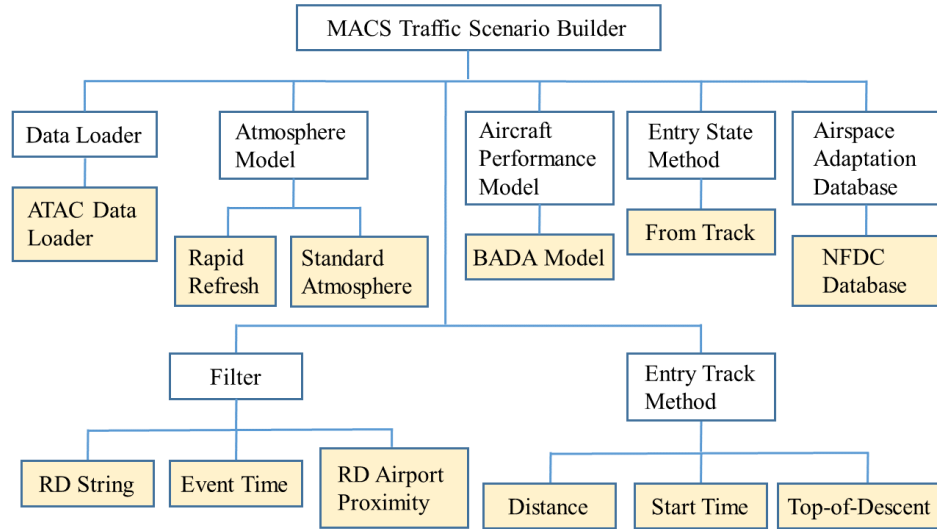 MACS Traffic Scenario Builder
Data Loader
ATAC Data
Loader
Atmosphere
Model
Rapid
Refresh
Standard
Atmosphere
Aircraft
Performance
Model
BADA Model
Entry State
Method
From Track
Airspace
Adaptation
Database
NFDC
Database
Filter
RD String
Event Time
RD Airport
Proximity
Entry Track
Method
Distance
Start Time
Top-of-Descent